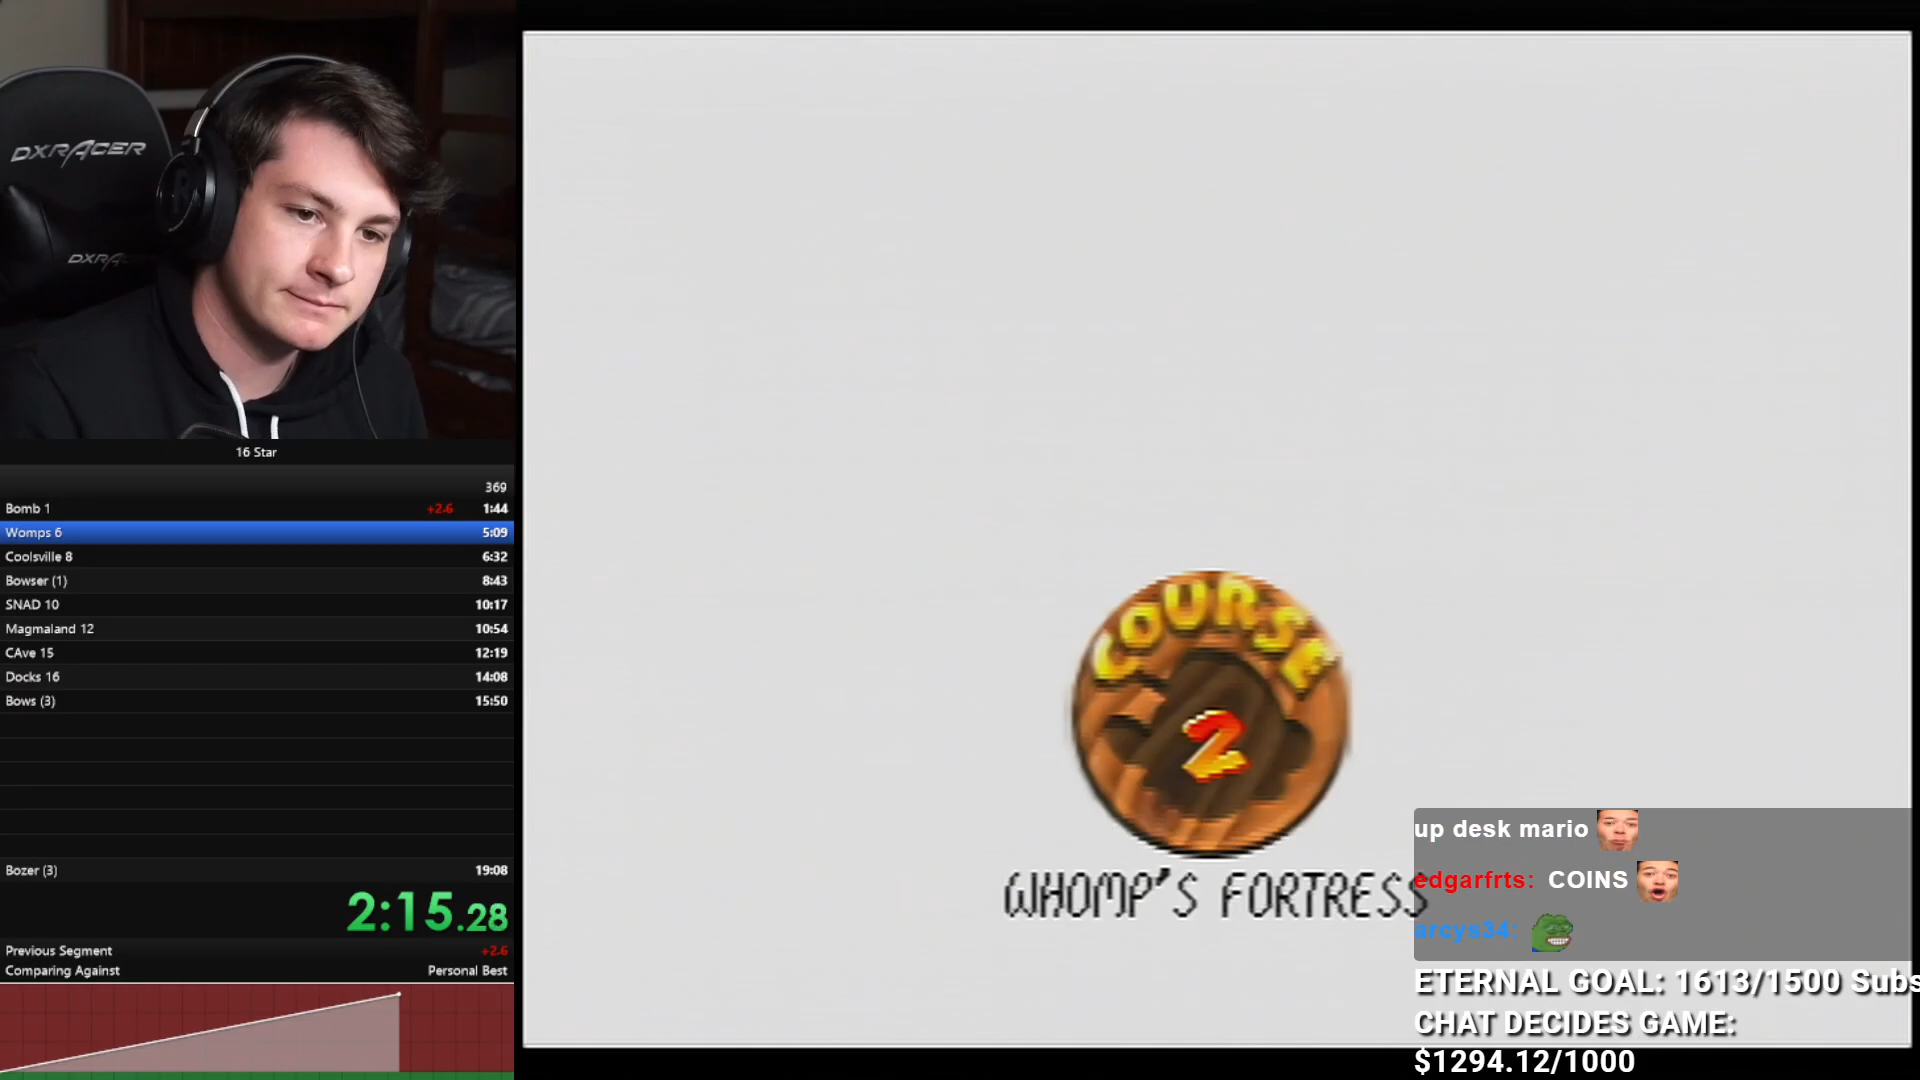 DXRACER
16 Star
369
Bomb 1 +2.6 1:44
Womps 6 5:09
Coolsville 8 6:32
Bowser (1) 8:43
SNAD 10 10:17
Magmaland 12 10:54
CAve 15 12:19
Docks 16 14:08
Bows (3) 15:50
Bozer (3) 19:08
2:15.28
Previous Segment +2.6
Comparing Against Personal Best
COURSE
2
WHOMP'S FORTRESS
up desk mario
edgarfrts: COINS
arcys34:
ETERNAL GOAL: 1613/1500 Subs
CHAT DECIDES GAME:
$1294.12/1000